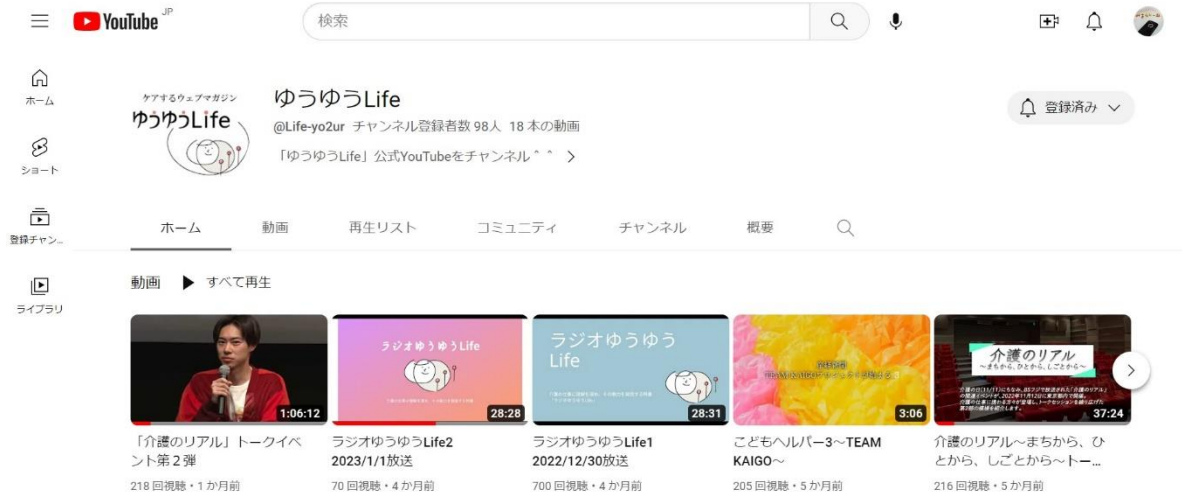 YouTube JP
検索
ホーム
ショート
登録チャン...
ライブラリ
ケアするウェブマガジン
ゆうゆうLife
ゆうゆうLife
@Life-yo2ur チャンネル登録者数 98人 18 本の動画
「ゆうゆうLife」公式YouTubeをチャンネル＾＾
登録済み
ホーム 動画 再生リスト コミュニティ チャンネル 概要
動画 すべて再生
1:06:12
「介護のリアル」トークイベ
ント第２弾
218 回視聴・1 か月前
ラジオゆうゆうLife
28:28
ラジオゆうゆうLife2
2023/1/1放送
70 回視聴・4 か月前
ラジオゆうゆう
Life
28:31
ラジオゆうゆうLife1
2022/12/30放送
700 回視聴・4 か月前
3:06
こどもヘルパー3～TEAM
KAIGO～
205 回視聴・5 か月前
介護のリアル
～まちから、ひとから、しごとから～
37:24
介護のリアル～まちから、ひ
とから、しごとから～トー...
216 回視聴・5 か月前